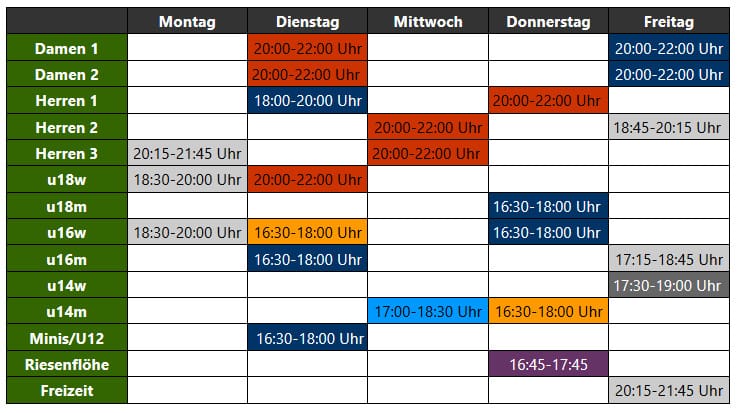 Montag Dienstag Mittwoch Donnerstag Freitag
Damen 1 20:00-22:00 Uhr 20:00-22:00 Uhr
Damen 2 20:00-22:00 Uhr 20:00-22:00 Uhr
Herren 1 18:00-20:00 Uhr 20:00-22:00 Uhr
Herren 2 20:00-22:00 Uhr 18:45-20:15 Uhr
Herren 3 20:15-21:45 Uhr 20:00-22:00 Uhr
u18w 18:30-20:00 Uhr 20:00-22:00 Uhr
u18m 16:30-18:00 Uhr
u16w 18:30-20:00 Uhr 16:30-18:00 Uhr 16:30-18:00 Uhr
u16m 16:30-18:00 Uhr 17:15-18:45 Uhr
u14w 17:30-19:00 Uhr
u14m 17:00-18:30 Uhr 16:30-18:00 Uhr
Minis/U12 16:30-18:00 Uhr
Riesenflöhe 16:45-17:45
Freizeit 20:15-21:45 Uhr